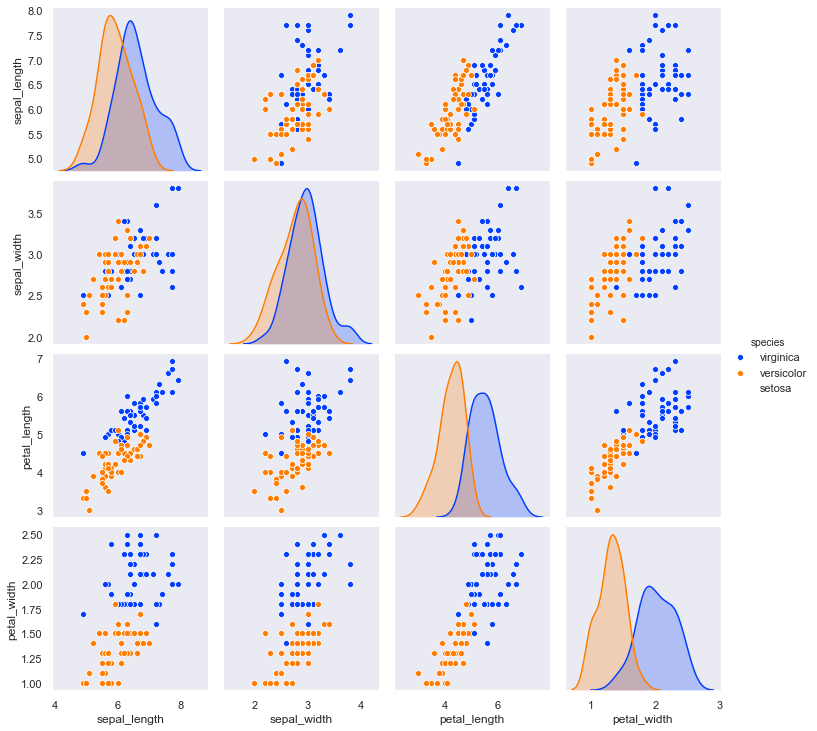 8.0
7.5
7.0
6.5
6.0
5.5
5.0
sepal_length
3.5
3.0
2.5
2.0
sepal_width
species
virginica
versicolor
setosa
7
6
5
4
3
petal_length
2.50
2.25
2.00
1.75
1.50
1.25
1.00
petal_width
4 6 8
sepal_length
2 3 4
sepal_width
4 6
petal_length
1 2 3
petal_width